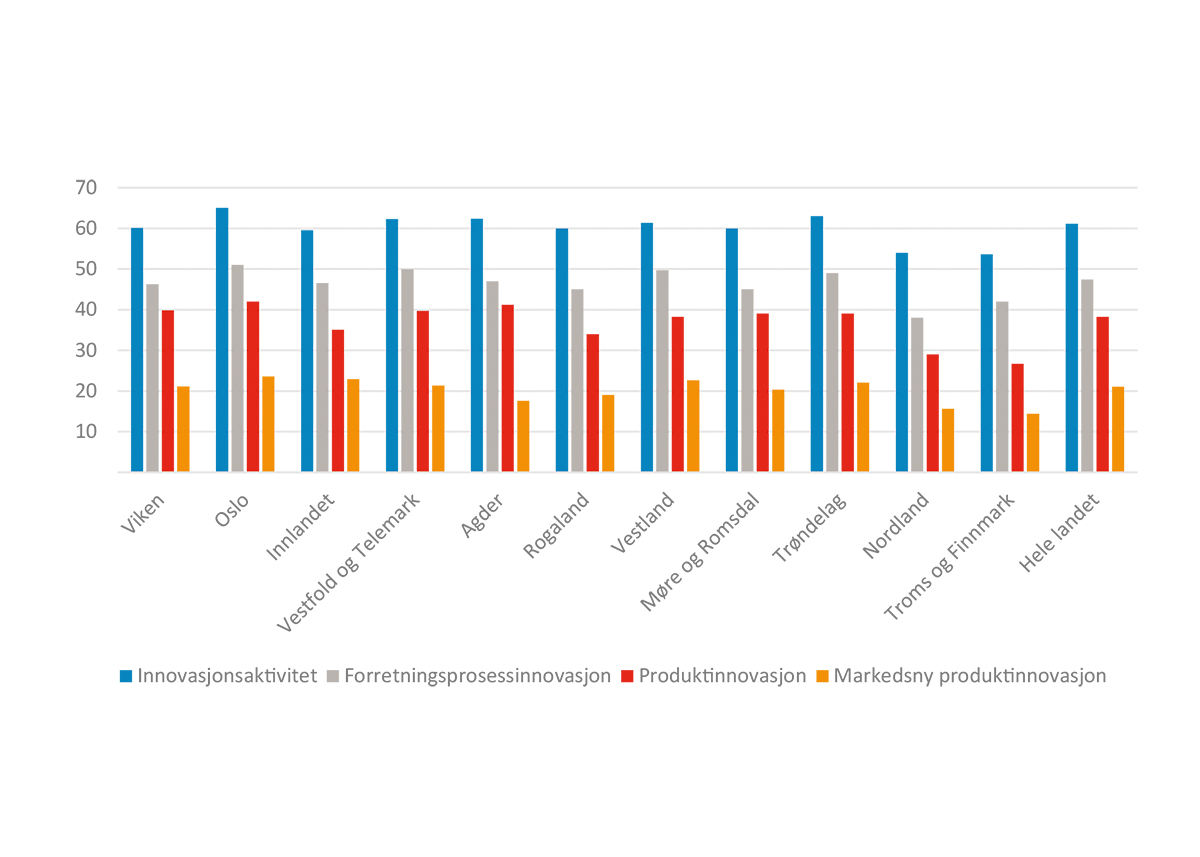 70
60
50
40
30
20
10
Viken
Oslo
Innlandet
Vestfold og Telemark
Agder
Rogaland
Vestland
Møre og Romsdal
Trøndelag
Nordland
Troms og Finnmark
Hele landet
Innovasjonsaktivitet Forretningsprosessinnovasjon Produktinnovasjon Markedsny produktinnovasjon